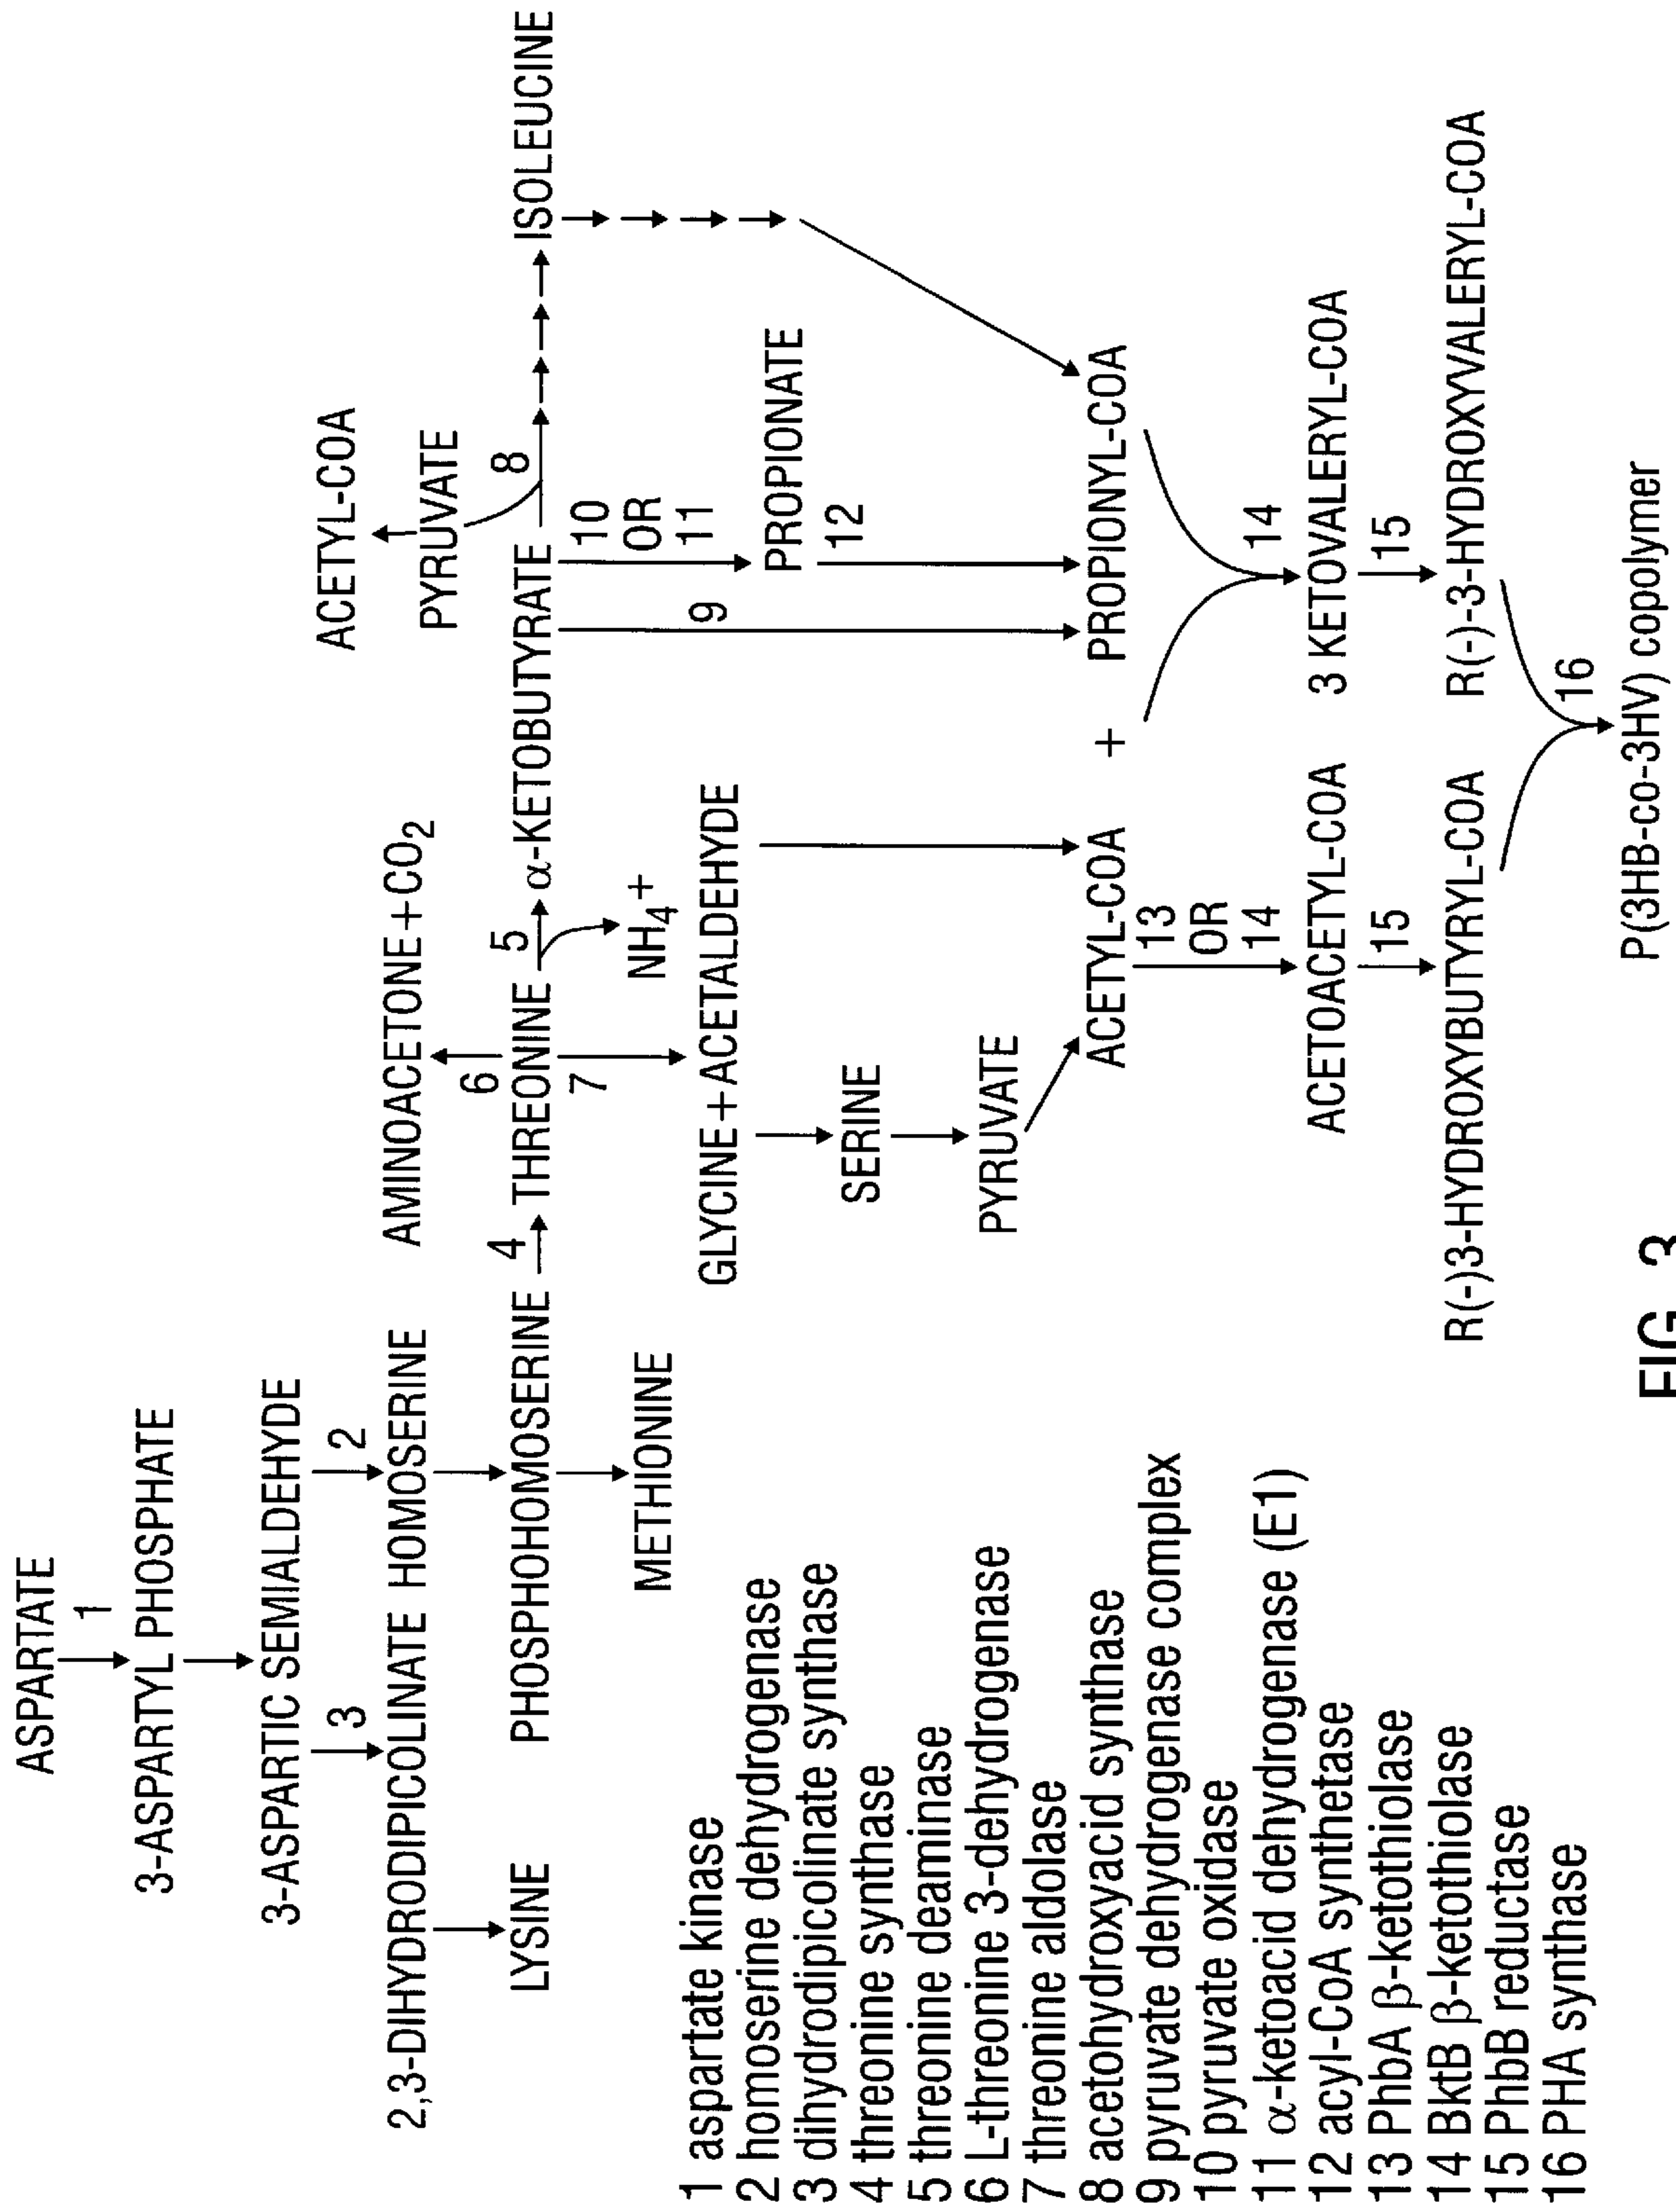 ASPARTATE
1
3-ASPARTYL PHOSPHATE
3-ASPARTIC SEMIALDEHYDE
3
2
2,3-DIHYDRODIPICOLINATE
HOMOSERINE
LYSINE
PHOSPHOHOMOSERINE
METHIONINE
4
THREONINE
6
AMINOACETONE+CO₂
7
5
NH₄+
α-KETOBUTYRATE
ACETYL-COA
PYRUVATE
8
ISOLEUCINE
GLYCINE+ACETALDEHYDE
SERINE
PYRUVATE
9
10
OR
11
PROPIONATE
12
ACETYL-COA
+
PROPIONYL-COA
13
OR
14
14
ACETOACETYL-COA
3 KETOVALERYL-COA
15
15
R(-)3-HYDROXYBUTYRYL-COA
R(-)-3-HYDROXYVALERYL-COA
16
P(3HB-co-3HV) copolymer
1 aspartate kinase
2 homoserine dehydrogenase
3 dihydrodipicolinate synthase
4 threonine synthase
5 threonine deaminase
6 L-threonine 3-dehydrogenase
7 threonine aldolase
8 acetohydroxyacid synthase
9 pyruvate dehydrogenase complex
10 pyruvate oxidase
11 α-ketoacid dehydrogenase (E1)
12 acyl-CoA synthetase
13 PhbA β-ketothiolase
14 BktB β-ketothiolase
15 PhbB reductase
16 PHA synthase
FIG. 3